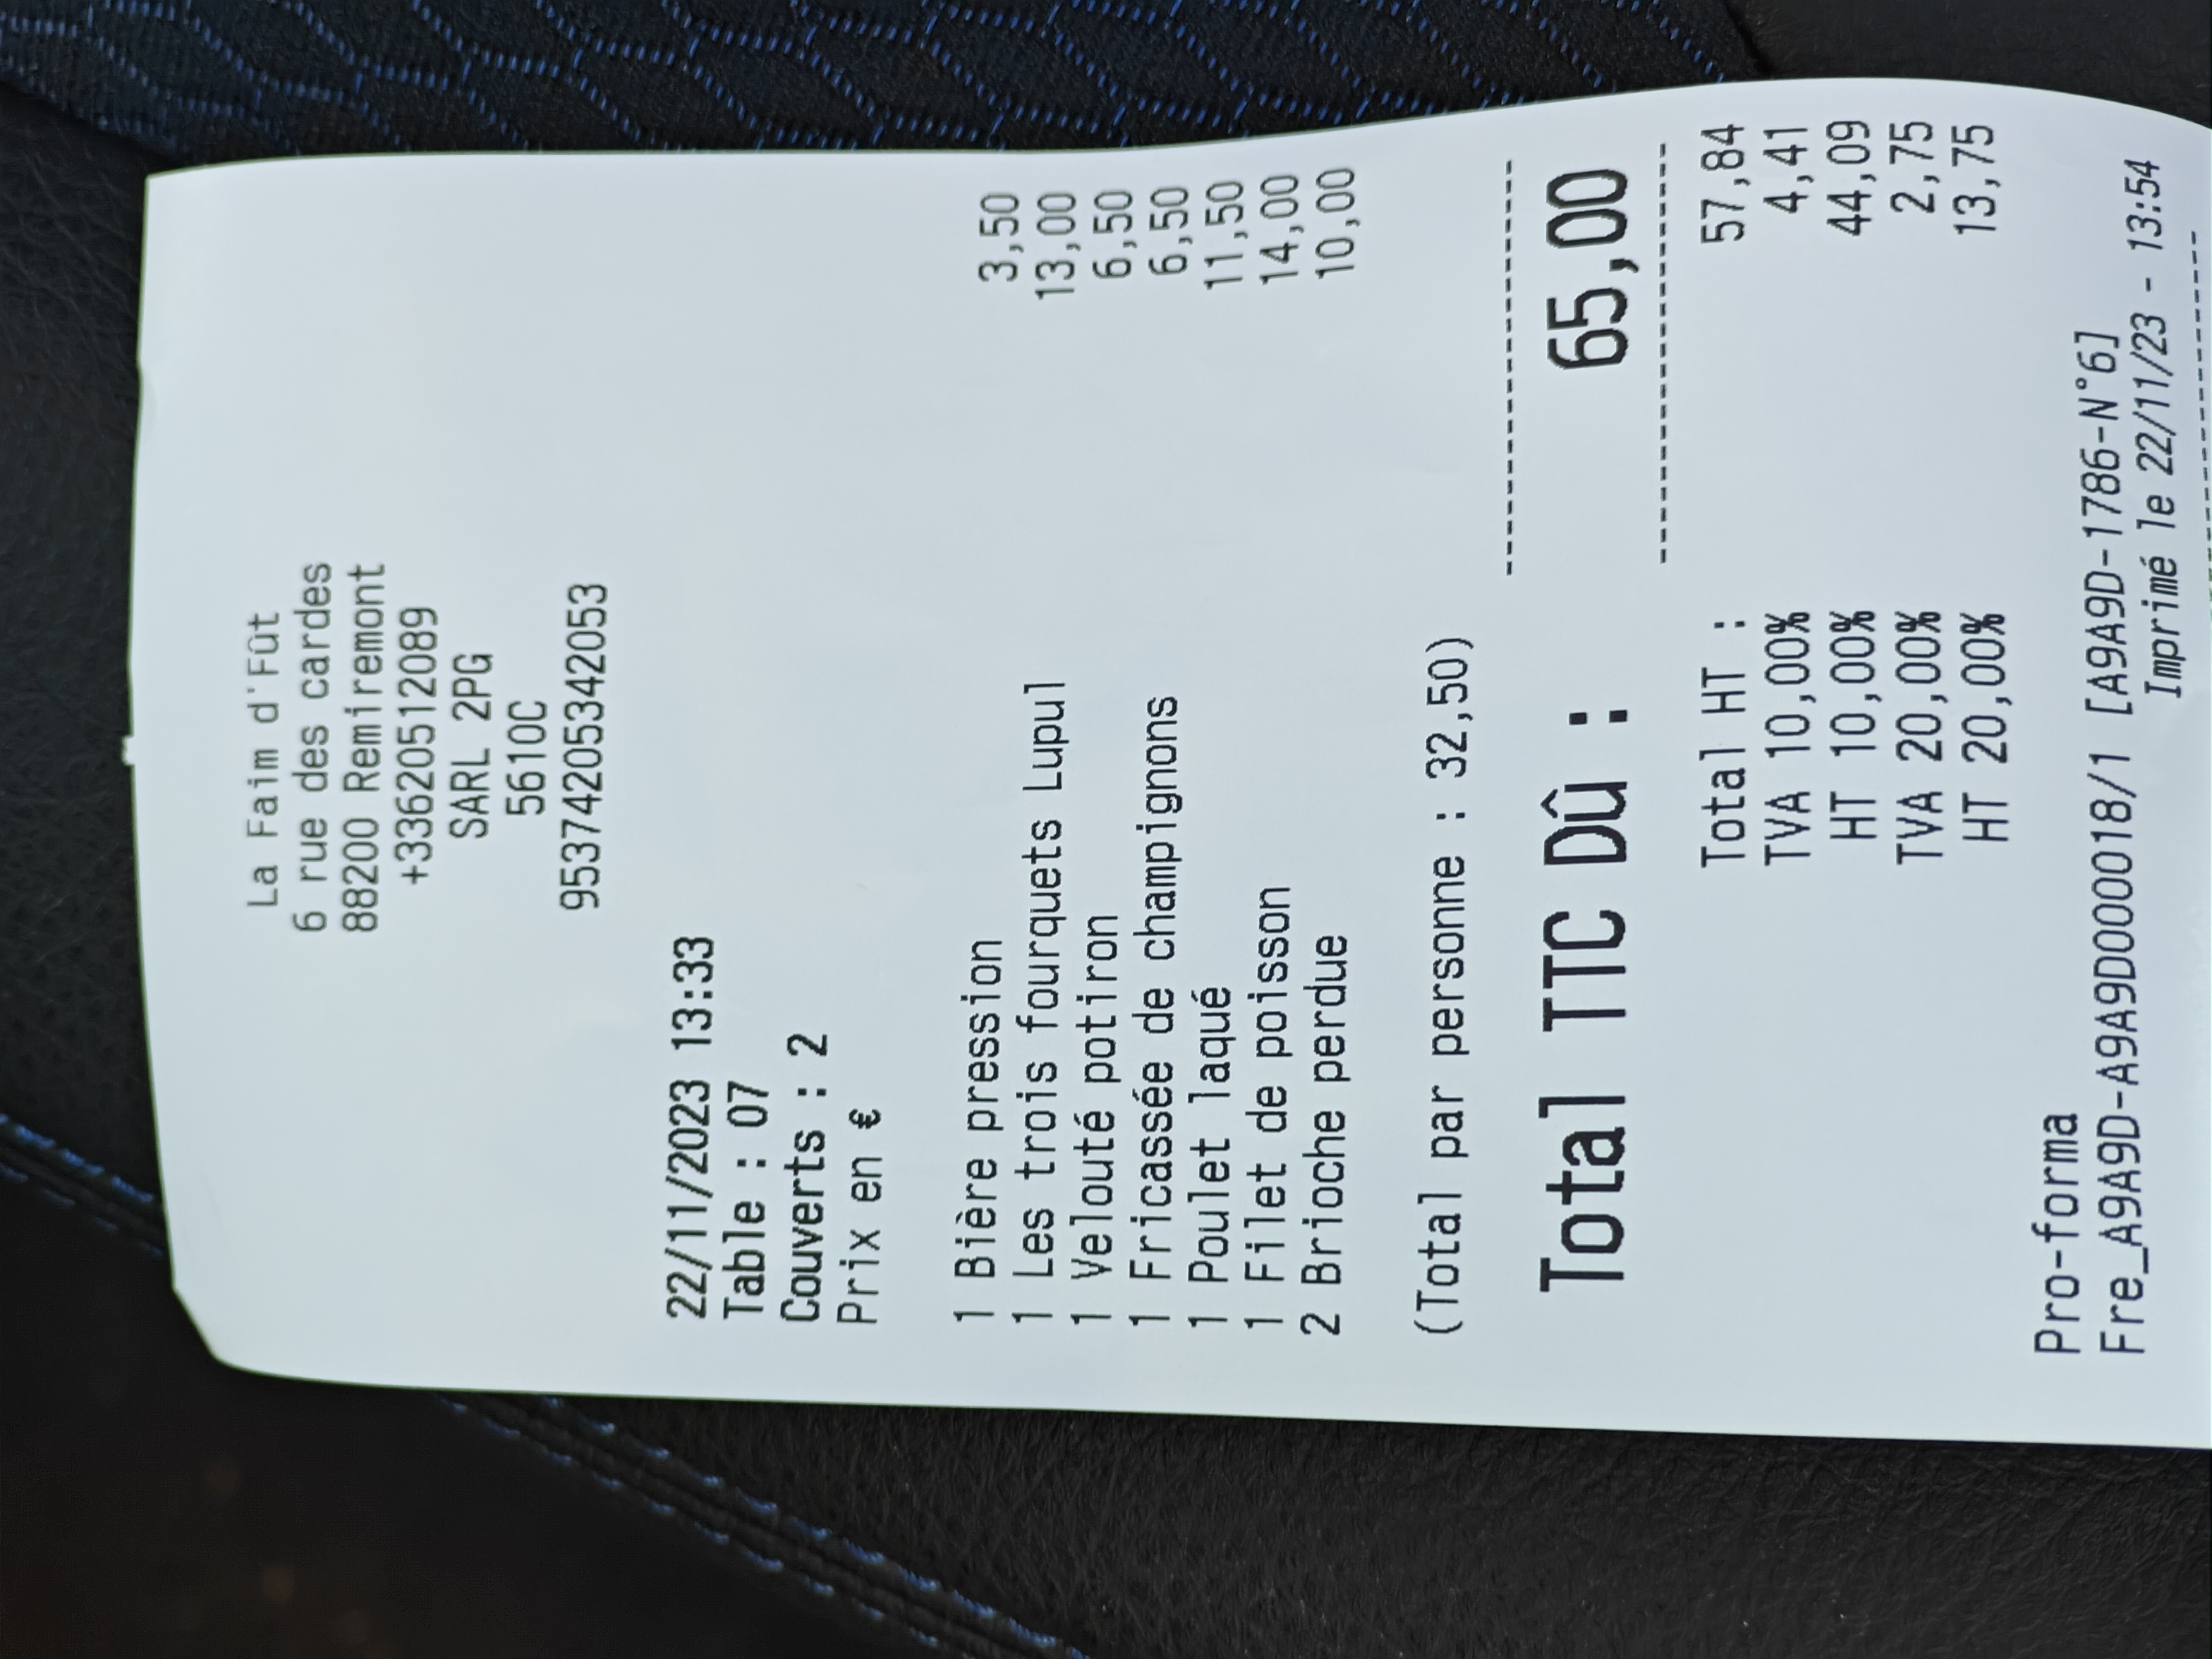 La Faim d'Fût
6 rue des cardes
88200 Remiremont
+33620512089
SARL 2PG
5610C
95374205342053
22/11/2023 13:33
Table : 07
Couverts : 2
Prix en €
1 Bière pression 3,50
1 Les trois fourquets Lupul 13,00
1 Velouté potiron 6,50
1 Fricassée de champignons 6,50
1 Poulet laqué 11,50
1 Filet de poisson 14,00
2 Brioche perdue 10,00
(Total par personne : 32,50)
Total TTC Dû : 65,00
Total HT : 57,84
TVA 10,00% 4,41
HT 10,00% 44,09
TVA 20,00% 2,75
HT 20,00% 13,75
Pro-forma
Fre_A9A9D-A9A9D000018/1 [A9A9D-1786-N°6]
Imprimé le 22/11/23 - 13:54